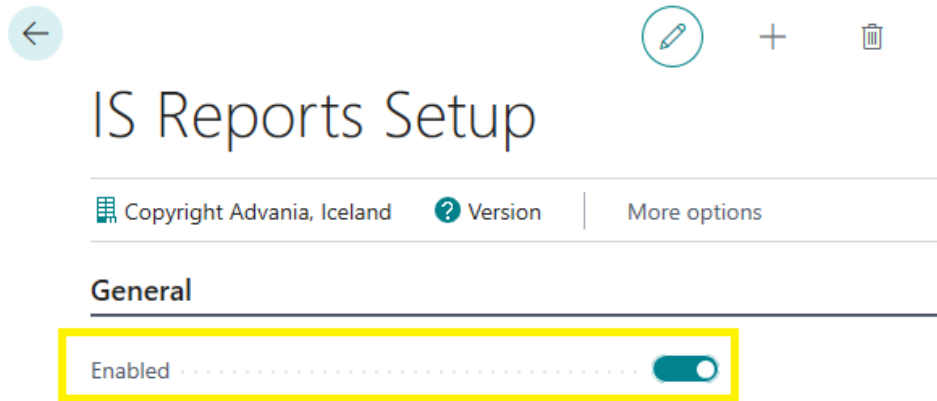 IS Reports Setup
Copyright Advania, Iceland ? Version More options
General
Enabled